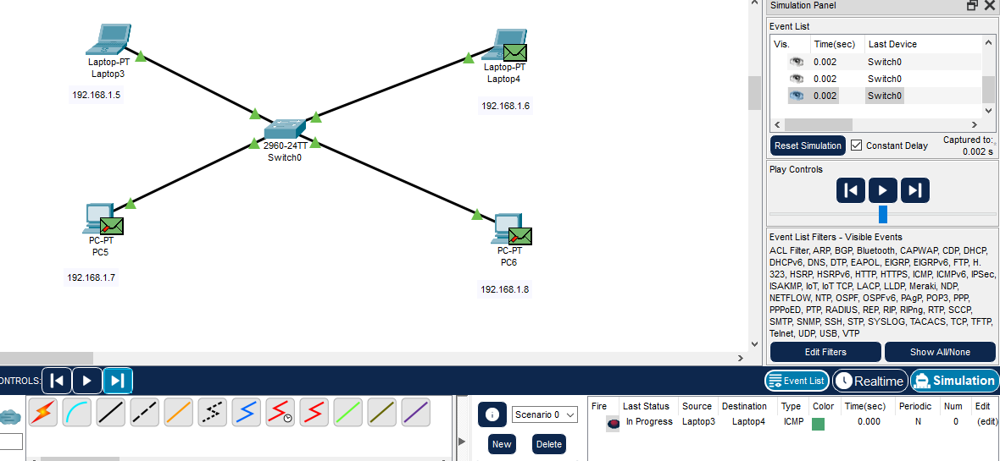 Simulation Panel
Event List
Vis. Time(sec) Last Device
0.002 Switch0
0.002 Switch0
0.002 Switch0
Reset Simulation Constant Delay Captured to:
0.002 s
Play Controls
Event List Filters - Visible Events
ACL Filter, ARP, BGP, Bluetooth, CAPWAP, CDP, DHCP,
DHCPv6, DNS, DTP, EAPOL, EIGRP, EIGRPv6, FTP, H.
323, HSRP, HSRPv6, HTTP, HTTPS, ICMP, ICMPv6, IPSec,
ISAKMP, IoT, IoT TCP, LACP, LLDP, Meraki, NDP,
NETFLOW, NTP, OSPF, OSPFv6, PAgP, POP3, PPP,
PPPoED, PTP, RADIUS, REP, RIP, RIPng, RTP, SCCP,
SMTP, SNMP, SSH, STP, SYSLOG, TACACS, TCP, TFTP,
Telnet, UDP, USB, VTP
Edit Filters Show All/None
Laptop-PT
Laptop3
192.168.1.5
Laptop-PT
Laptop4
192.168.1.6
2960-24TT
Switch0
PC-PT
PC5
192.168.1.7
PC-PT
PC6
192.168.1.8
ONTROLS:
Event List Realtime Simulation
Scenario 0
New Delete
Fire Last Status Source Destination Type Color Time(sec) Periodic Num Edit
In Progress Laptop3 Laptop4 ICMP 0.000 N 0 (edit)